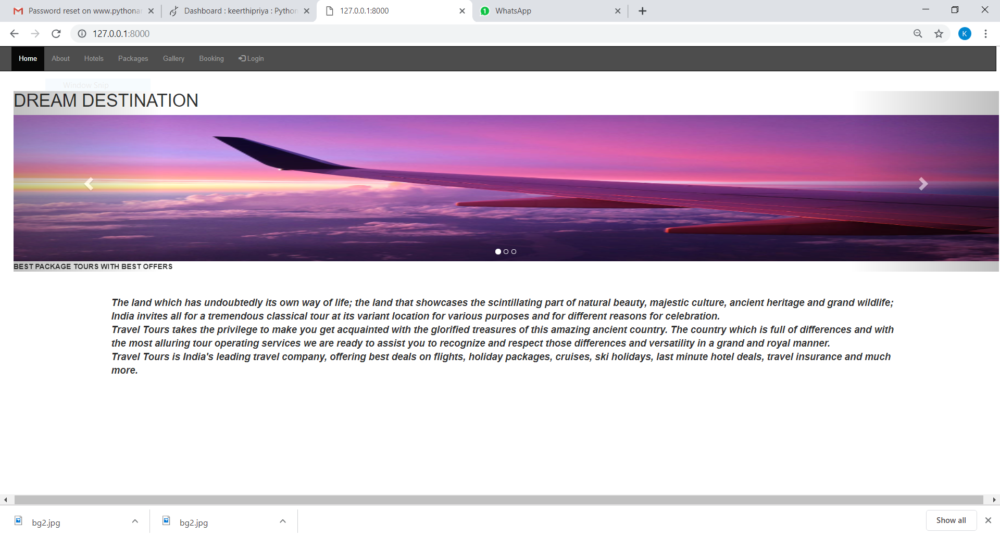 Password reset on www.pythonar
Dashboard : keerthipriya : Python
127.0.0.1:8000
WhatsApp
127.0.0.1:8000
K
Home About Hotels Packages Gallery Booking Login
Window Snip
DREAM DESTINATION
BEST PACKAGE TOURS WITH BEST OFFERS
The land which has undoubtedly its own way of life; the land that showcases the scintillating part of natural beauty, majestic culture, ancient heritage and grand wildlife;
India invites all for a tremendous classical tour at its variant location for various purposes and for different reasons for celebration.
Travel Tours takes the privilege to make you get acquainted with the glorified treasures of this amazing ancient country. The country which is full of differences and with
the most alluring tour operating services we are ready to assist you to recognize and respect those differences and versatility in a grand and royal manner.
Travel Tours is India's leading travel company, offering best deals on flights, holiday packages, cruises, ski holidays, last minute hotel deals, travel insurance and much
more.
bg2.jpg
bg2.jpg
Show all